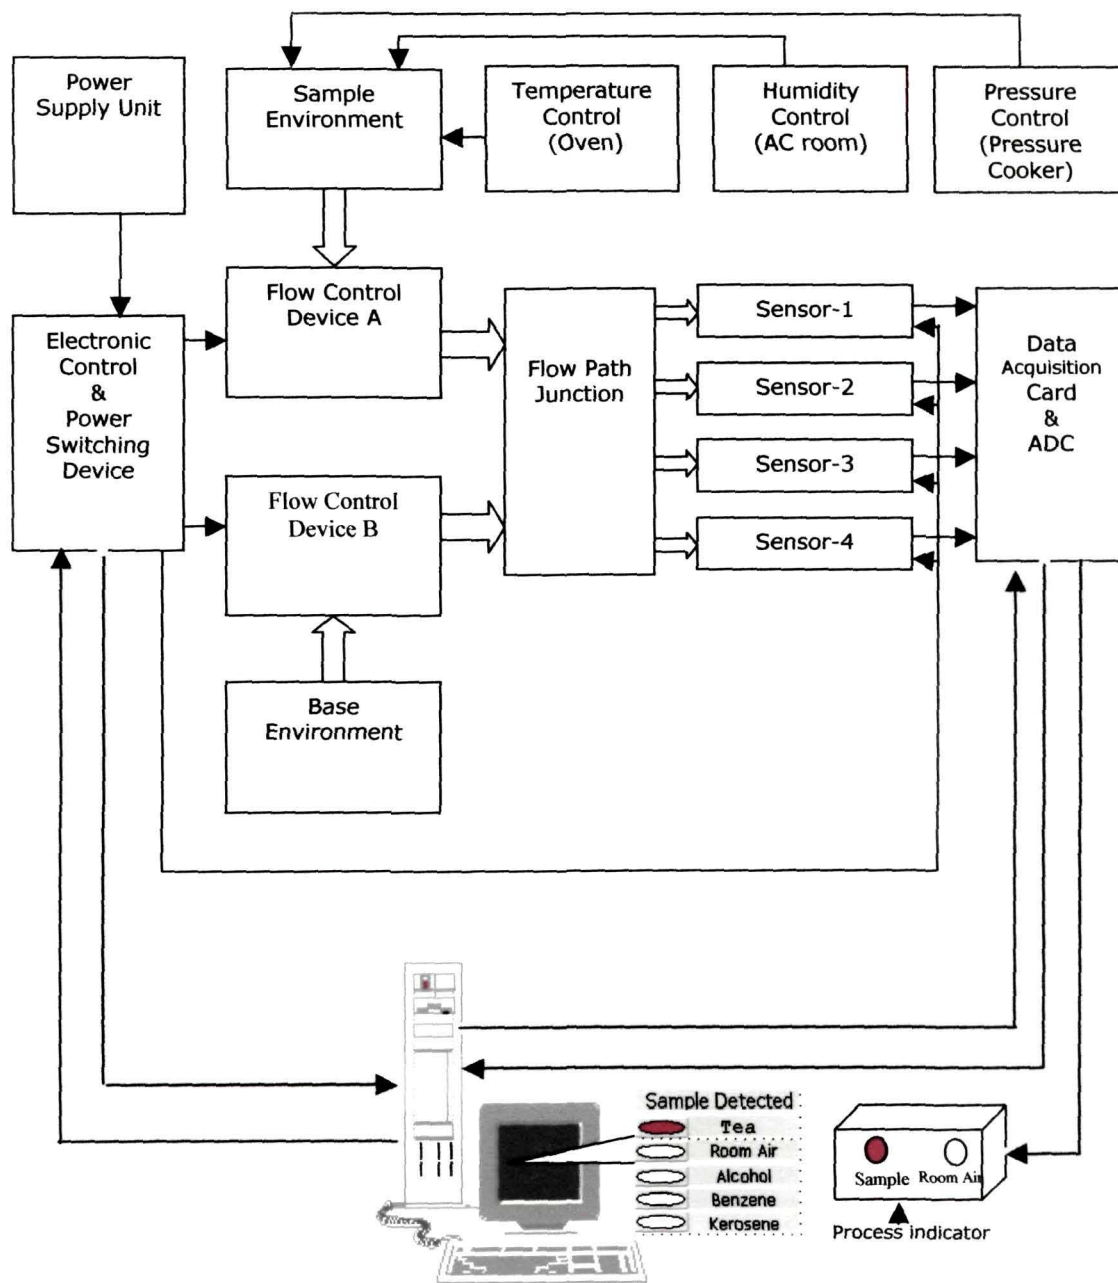 Power
Supply Unit
Sample
Environment
Temperature
Control
(Oven)
Humidity
Control
(AC room)
Pressure
Control
(Pressure
Cooker)
Electronic
Control
&
Power
Switching
Device
Flow Control
Device A
Flow Control
Device B
Base
Environment
Flow Path
Junction
Sensor-1
Sensor-2
Sensor-3
Sensor-4
Data
Acquisition
Card
&
ADC
Sample Detected
Tea
Room Air
Alcohol
Benzene
Kerosene
Sample
Room Air
Process indicator